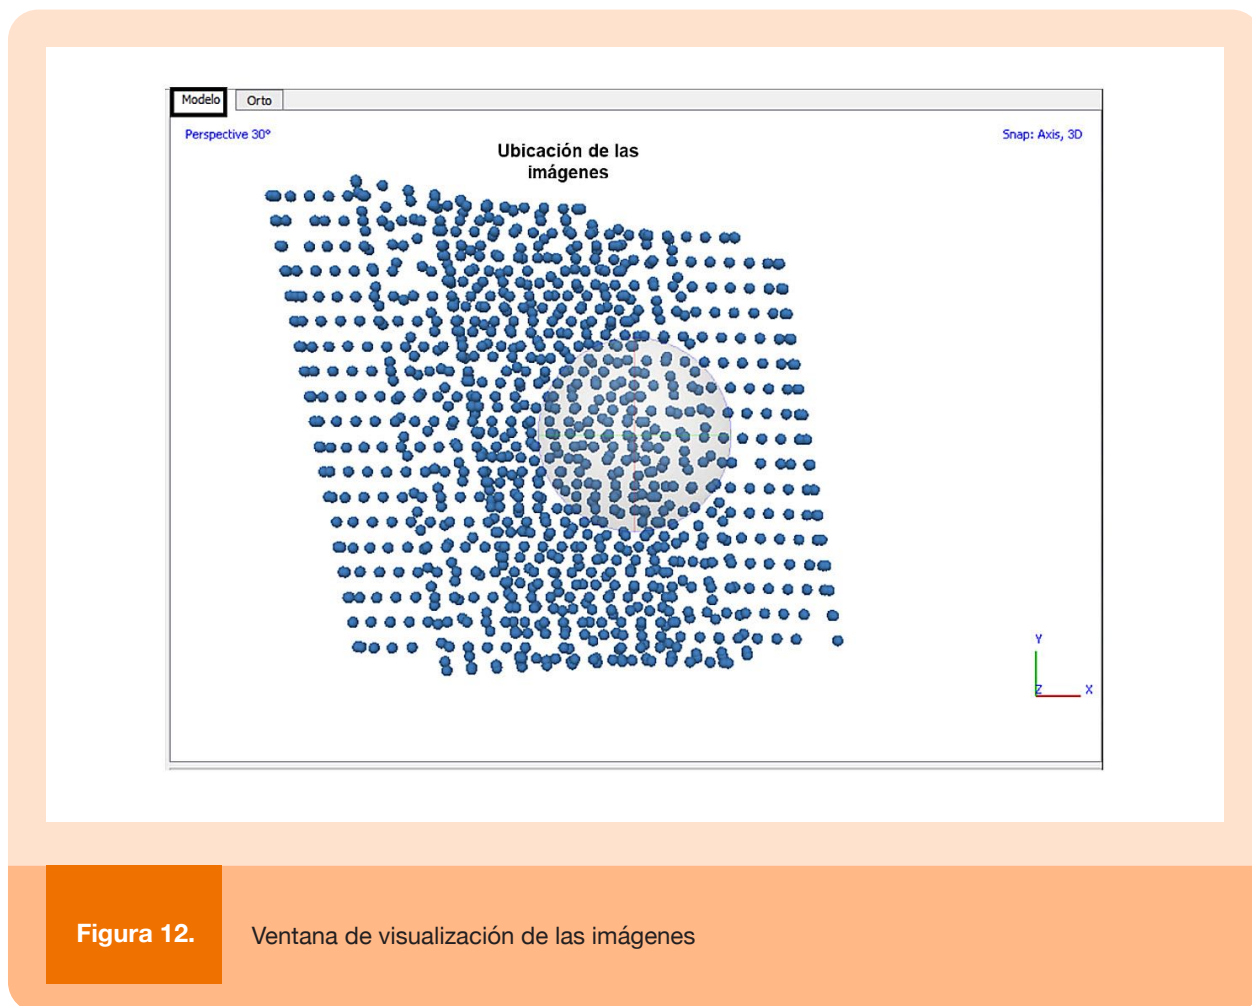 Modelo
Orto
Perspective 30°
Snap: Axis, 3D
Ubicación de las
imágenes
Y
Z
X
Figura 12.
Ventana de visualización de las imágenes